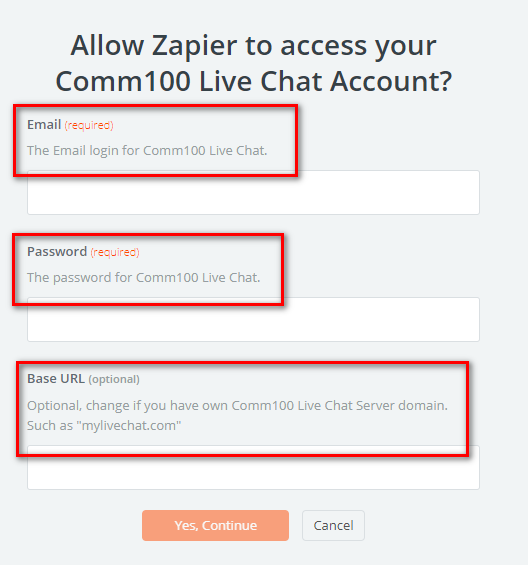 Allow Zapier to access your
Comm100 Live Chat Account?
Email (required)
The Email login for Comm100 Live Chat.
Password (required)
The password for Comm100 Live Chat.
Base URL (optional)
Optional, change if you have own Comm100 Live Chat Server domain.
Such as "mylivechat.com"
Yes, Continue
Cancel